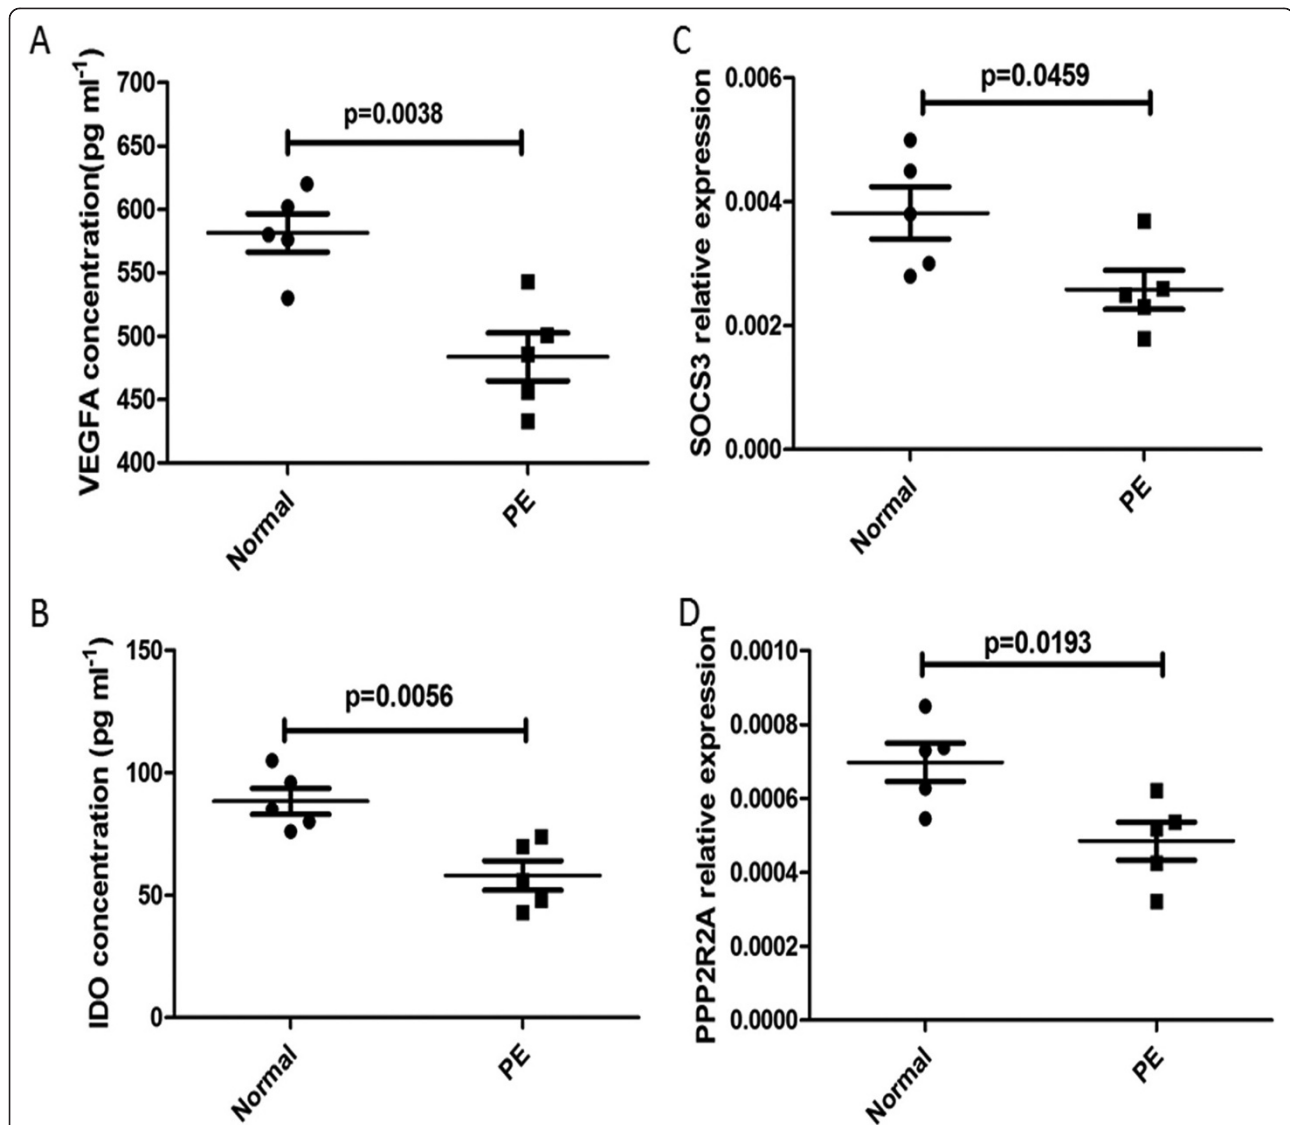 A
VEGFA concentration(pg ml-1)
700
650
600
550
500
450
400
p=0.0038
Normal
PE
C
SOCS3 relative expression
0.006
0.004
0.002
0.000
p=0.0459
Normal
PE
B
IDO concentration (pg ml-1)
150
100
50
0
p=0.0056
Normal
PE
D
PPP2R2A relative expression
0.0010
0.0008
0.0006
0.0004
0.0002
0.0000
p=0.0193
Normal
PE